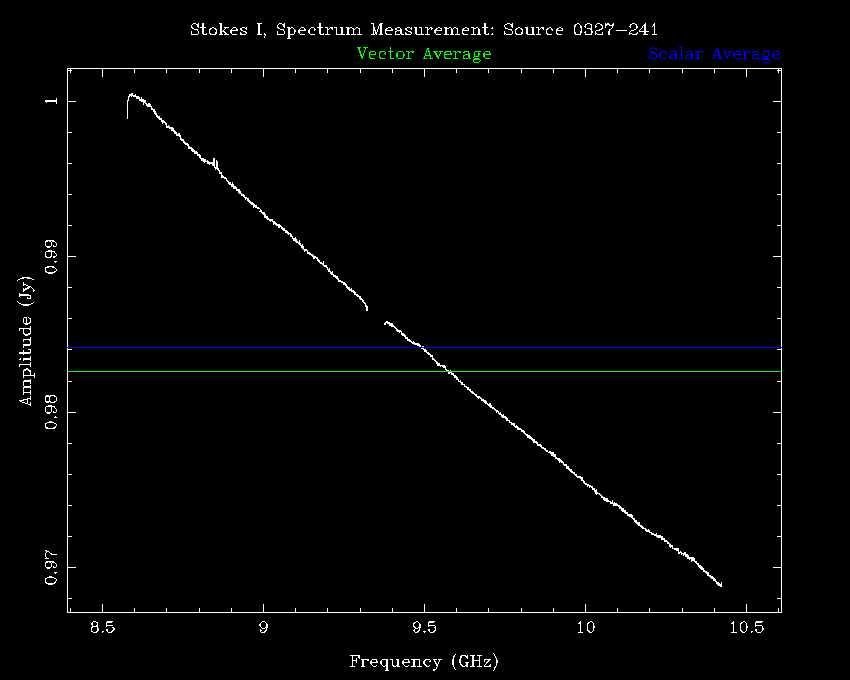 Stokes I, Spectrum Measurement: Source 0327−241
Vector Average Scalar Average
1
0.99
0.98
0.97
Amplitude (Jy)
8.5 9 9.5 10 10.5
Frequency (GHz)